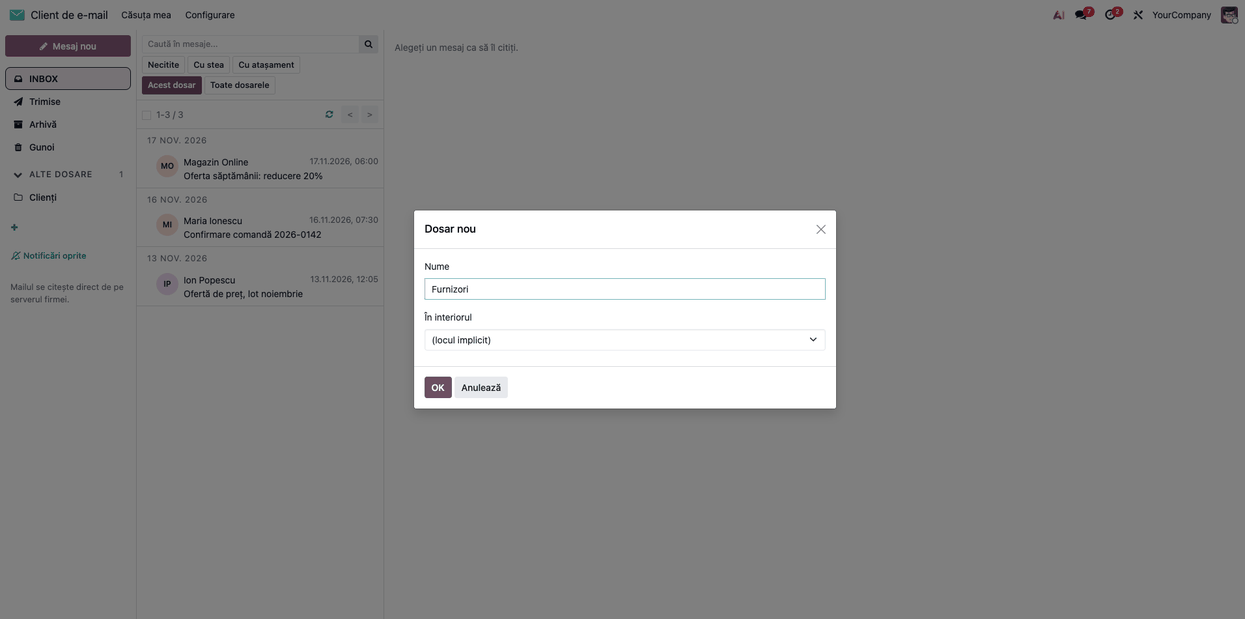 Client de e-mail
Căsuța mea
Configurare
AI
7
2
YourCompany
Mesaj nou
INBOX
Trimise
Arhivă
Gunoi
ALTE DOSARE 1
Clienți
+
Notificări oprite
Mailul se citește direct de pe
serverul firmei.
Caută în mesaje...
Necitite
Cu stea
Cu atașament
Acest dosar
Toate dosarele
1-3 / 3
< >
17 NOV. 2026
MO
Magazin Online 17.11.2026, 06:00
Oferta săptămânii: reducere 20%
16 NOV. 2026
MI
Maria Ionescu 16.11.2026, 07:30
Confirmare comandă 2026-0142
13 NOV. 2026
IP
Ion Popescu 13.11.2026, 12:05
Ofertă de preț, lot noiembrie
Alegeți un mesaj ca să îl citiți.
Dosar nou
Nume
Furnizori
În interiorul
(locul implicit)
OK
Anulează